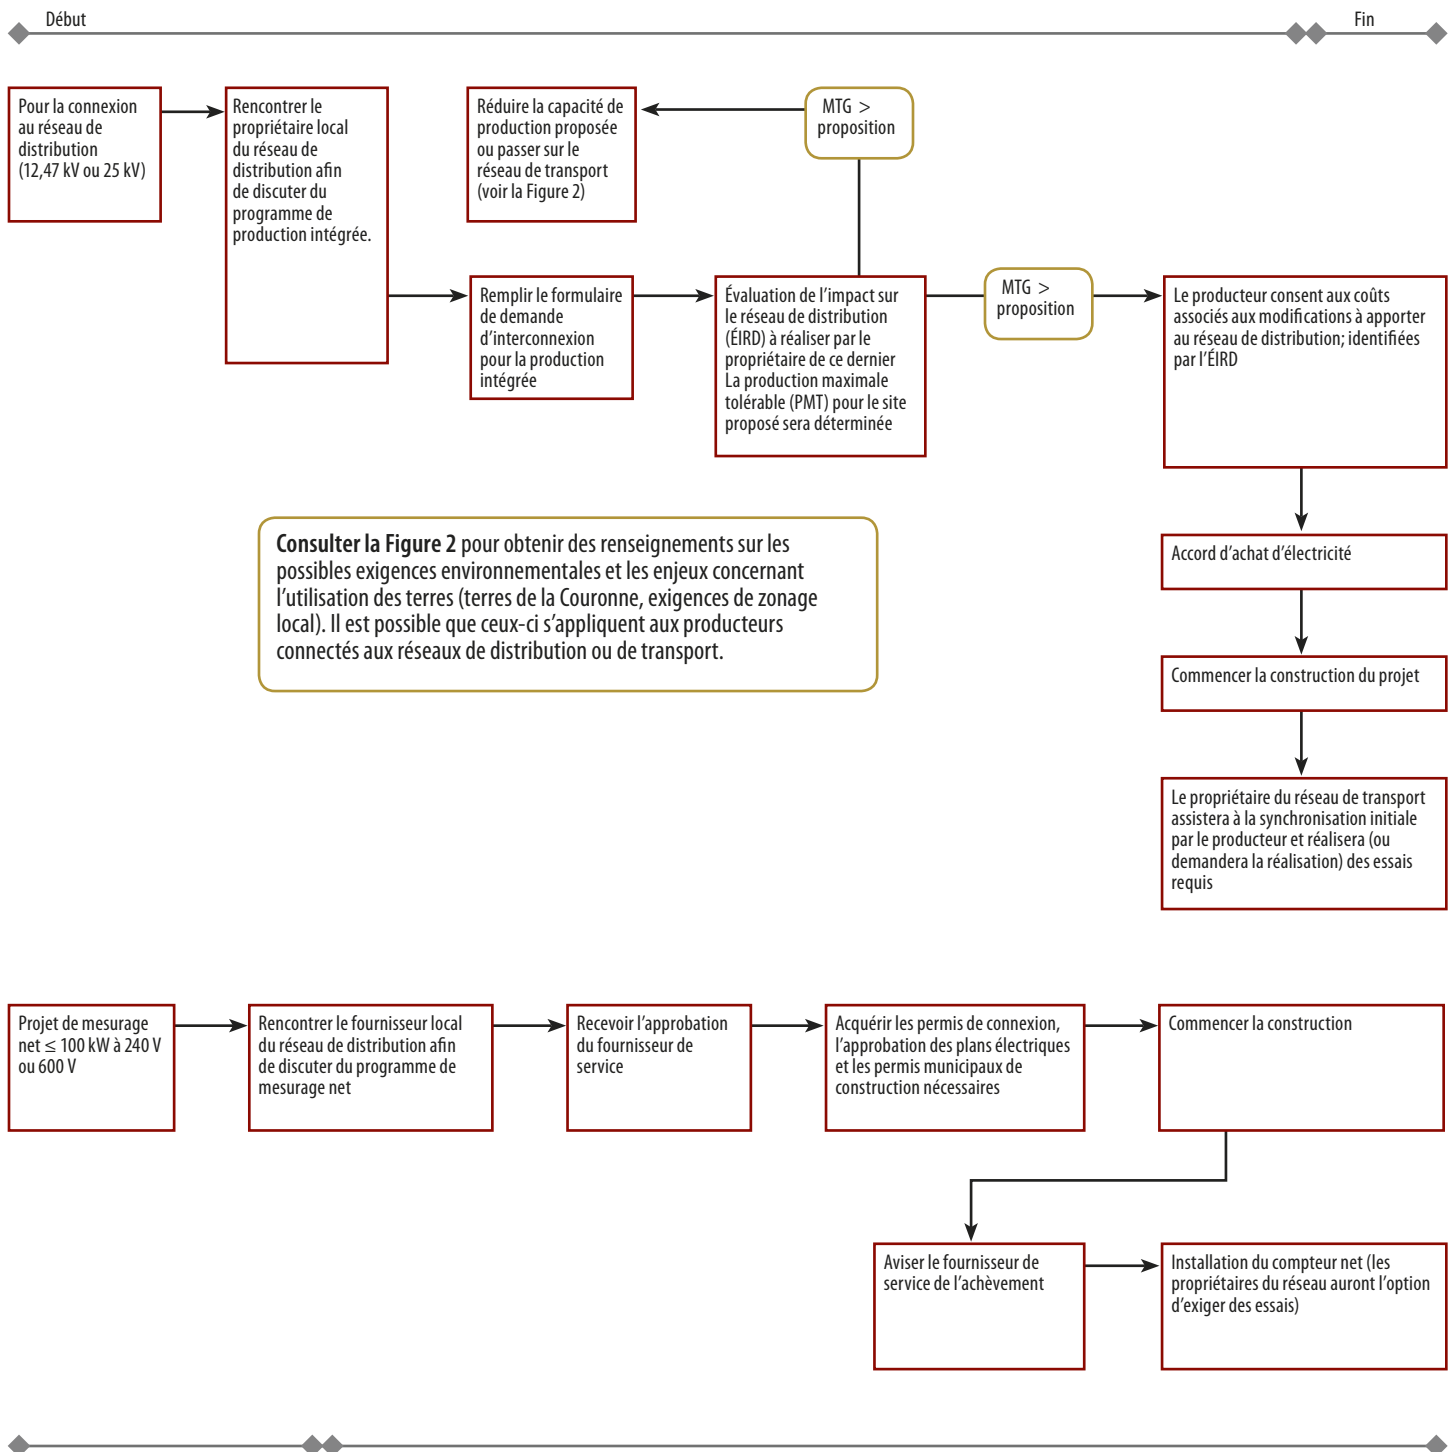 Début
Fin
Pour la connexion
au réseau de
distribution
(12,47 kV ou 25 kV)
Rencontrer le
propriétaire local
du réseau de
distribution afin
de discuter du
programme de
production intégrée.
Réduire la capacité de
production proposée
ou passer sur le
réseau de transport
(voir la Figure 2)
MTG >
proposition
Remplir le formulaire
de demande
d'interconnexion
pour la production
intégrée
Évaluation de l'impact sur
le réseau de distribution
(ÉIRD) à réaliser par le
propriétaire de ce dernier
La production maximale
tolérable (PMT) pour le site
proposé sera déterminée
MTG >
proposition
Le producteur consent aux coûts
associés aux modifications à apporter
au réseau de distribution; identifiées
par l'ÉIRD
Consulter la Figure 2 pour obtenir des renseignements sur les
possibles exigences environnementales et les enjeux concernant
l'utilisation des terres (terres de la Couronne, exigences de zonage
local). Il est possible que ceux-ci s'appliquent aux producteurs
connectés aux réseaux de distribution ou de transport.
Accord d'achat d'électricité
Commencer la construction du projet
Le propriétaire du réseau de transport
assistera à la synchronisation initiale
par le producteur et réalisera (ou
demandera la réalisation) des essais
requis
Projet de mesurage
net ≤ 100 kW à 240 V
ou 600 V
Rencontrer le fournisseur local
du réseau de distribution afin
de discuter du programme de
mesurage net
Recevoir l'approbation
du fournisseur de
service
Acquérir les permis de connexion,
l'approbation des plans électriques
et les permis municipaux de
construction nécessaires
Commencer la construction
Aviser le fournisseur de
service de l'achèvement
Installation du compteur net (les
propriétaires du réseau auront l'option
d'exiger des essais)